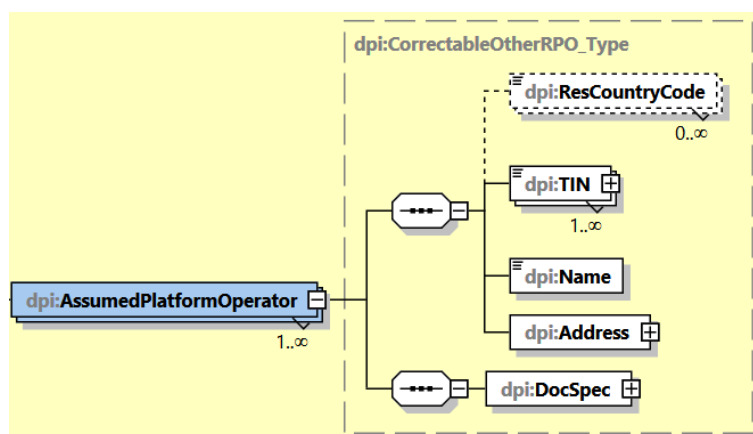 dpi:CorrectableOtherRPO_Type
dpi:ResCountryCode
0..∞
dpi:TIN
1..∞
dpi:Name
dpi:AssumedPlatformOperator
1..∞
dpi:Address
dpi:DocSpec